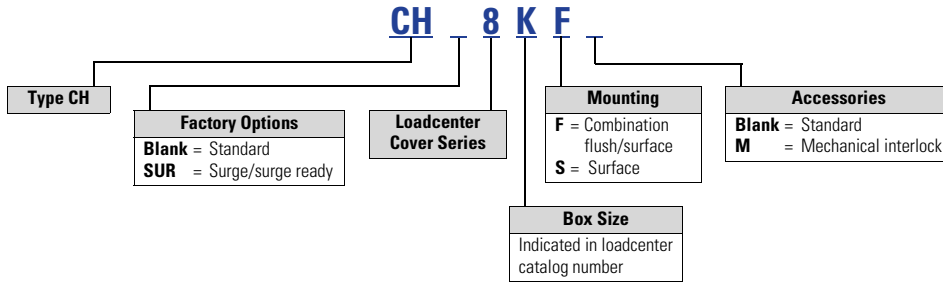 CH _ 8 K F _
Type CH
Factory Options
Blank = Standard
SUR = Surge/surge ready
Loadcenter
Cover Series
Mounting
F = Combination
flush/surface
S = Surface
Accessories
Blank = Standard
M = Mechanical interlock
Box Size
Indicated in loadcenter
catalog number